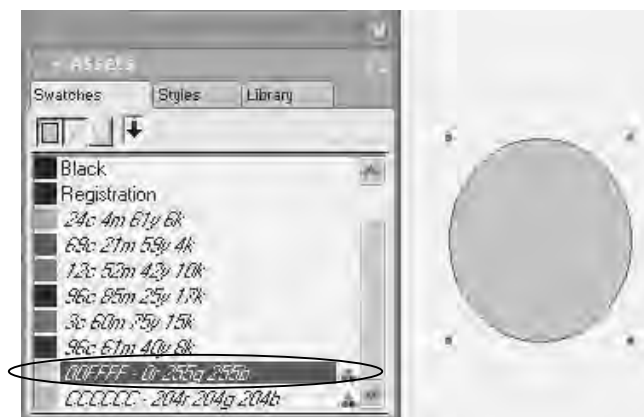 Assets
Swatches Styles Library
Black
Registration
24c 4m 61y 6k
69c 21m 59y 4k
12c 52m 42y 10k
96c 85m 25y 17k
3c 60m 75y 15k
96c 61m 40y 8k
00FFFF - 0r 255g 255b
CCCCCC - 204r 204g 204b